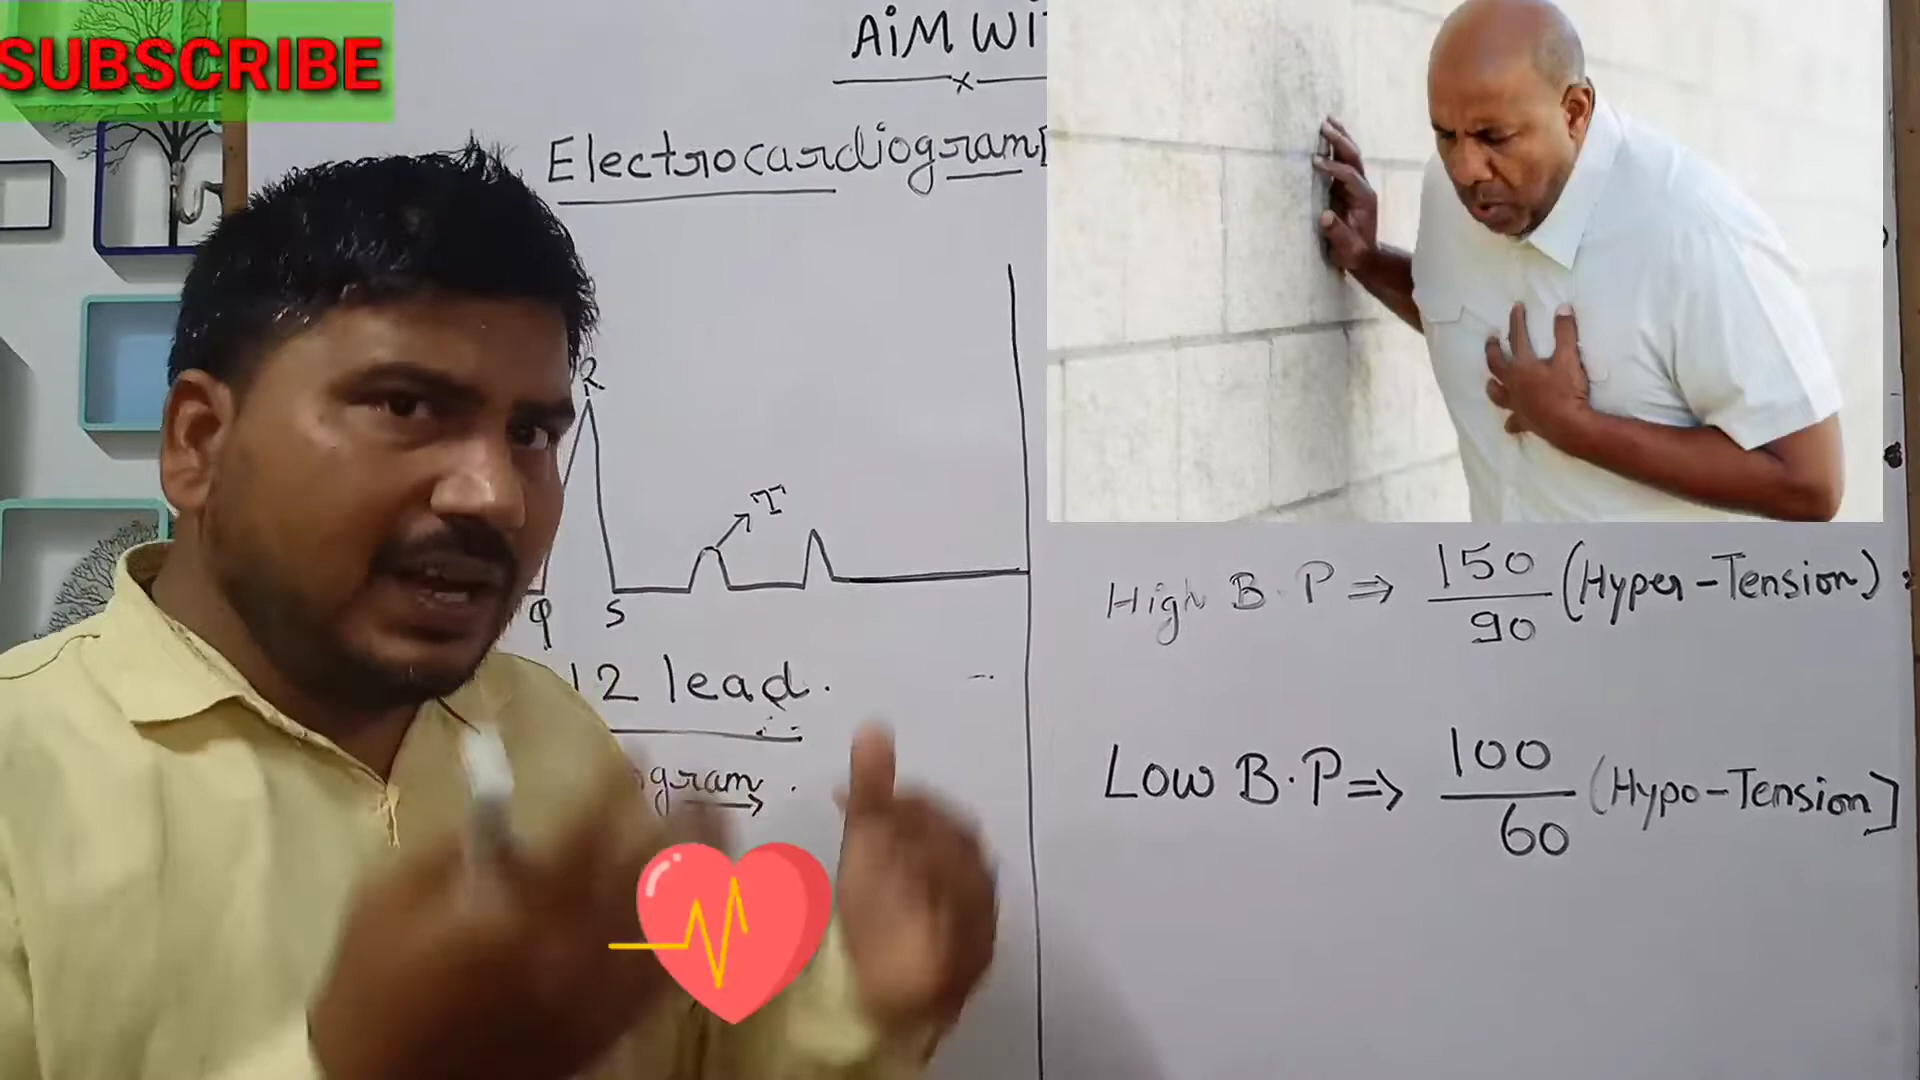 SUBSCRIBE
AiM Wi
Electrocardiogram
R
T
Q
S
12 lead.
gram.
High B.P ⇒ 150/90 (Hyper-Tension)
Low B.P ⇒ 100/60 (Hypo-Tension]